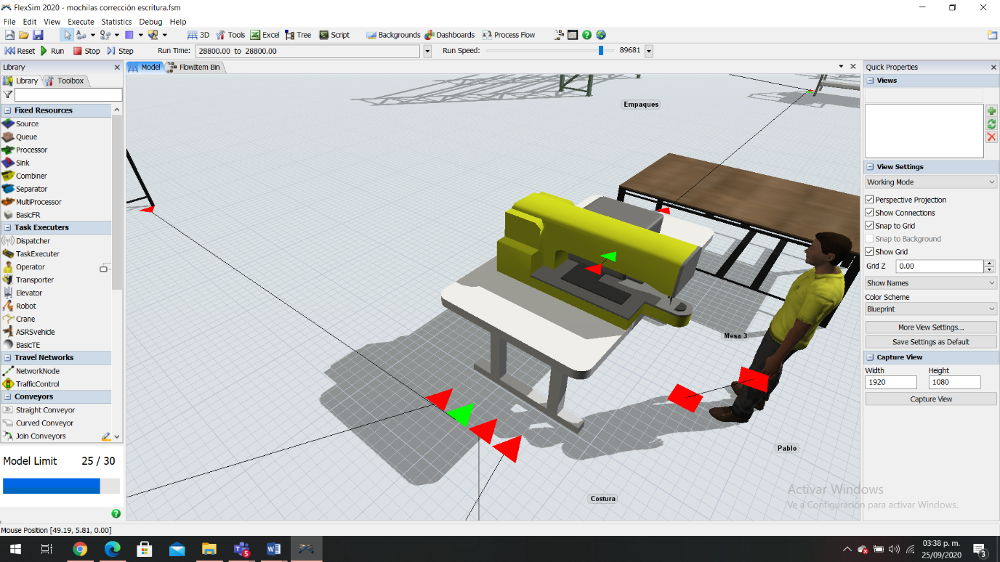 FlexSim 2020 - mochilas corrección escritura.fsm
File Edit View Execute Statistics Debug Help
3D Tools Excel Tree Script Backgrounds Dashboards Process Flow
Reset Run Stop Step Run Time: 28800.00 to 28800.00 Run Speed: 89681
Library
Library Toolbox
Fixed Resources
Source
Queue
Processor
Sink
Combiner
Separator
MultiProcessor
BasicFR
Task Executers
Dispatcher
TaskExecuter
Operator
Transporter
Elevator
Robot
Crane
ASRSvehicle
BasicTE
Travel Networks
NetworkNode
TrafficControl
Conveyors
Straight Conveyor
Curved Conveyor
Join Conveyors
Model Limit 25 / 30
Model FlowItem Bin
Empaques
Mesa 3
Pablo
Costura
Quick Properties
Views
View Settings
Working Mode
Perspective Projection
Show Connections
Snap to Grid
Snap to Background
Show Grid
Grid Z 0.00
Show Names
Color Scheme
Blueprint
More View Settings...
Save Settings as Default
Capture View
Width Height
1920 1080
Capture View
Activar Windows
Ve a Configuración para activar Windows.
Mouse Position [49.19, 5.81, 0.00]
5
03:38 p. m.
25/09/2020
3